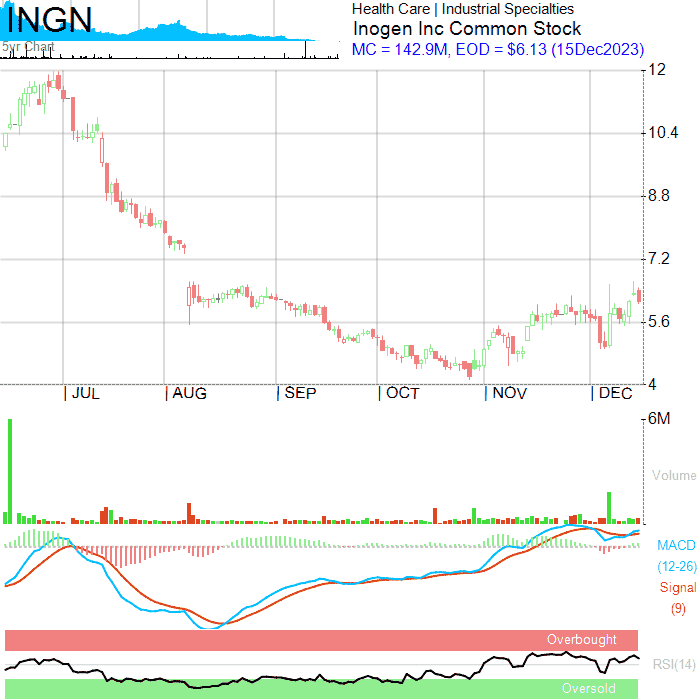 INGN
5yr Chart
Health Care | Industrial Specialties
Inogen Inc Common Stock
MC = 142.9M, EOD = $6.13 (15Dec2023)
12
10.4
8.8
7.2
5.6
4
JUL AUG SEP OCT NOV DEC
6M
Volume
MACD
(12-26)
Signal
(9)
Overbought
RSI(14)
Oversold